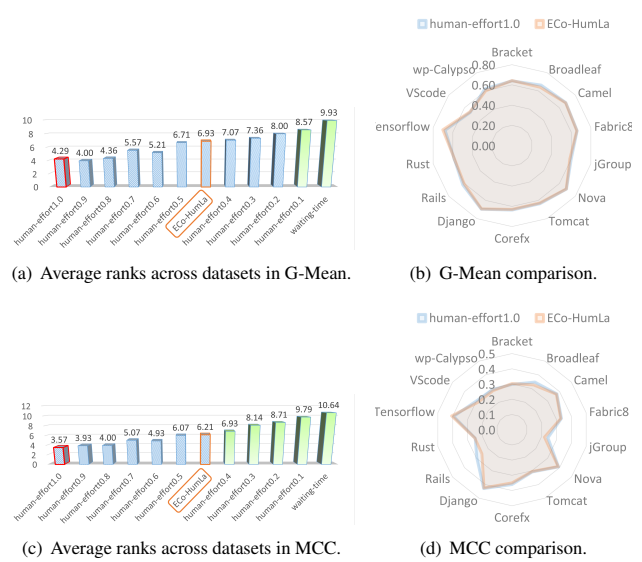 10
8
6
4
2
0
4.29
4.00
4.36
5.57
5.21
6.71
6.93
7.07
7.36
8.00
8.57
9.93
human-effort1.0
human-effort0.9
human-effort0.8
human-effort0.7
human-effort0.6
human-effort0.5
ECo-HumLa
human-effort0.4
human-effort0.3
human-effort0.2
human-effort0.1
waiting-time
(a) Average ranks across datasets in G-Mean.
human-effort1.0 ECo-HumLa
Bracket
Broadleaf
Camel
Fabric8
jGroup
Nova
Tomcat
Corefx
Django
Rails
Rust
ensorflow
VScode
wp-Calypso
0.80
0.60
0.40
0.20
0.00
(b) G-Mean comparison.
12
10
8
6
4
2
0
3.57
3.93
4.00
5.07
4.93
6.07
6.21
6.93
8.14
8.71
9.79
10.64
human-effort1.0
human-effort0.9
human-effort0.8
human-effort0.7
human-effort0.6
human-effort0.5
ECo-HumLa
human-effort0.4
human-effort0.3
human-effort0.2
human-effort0.1
waiting-time
(c) Average ranks across datasets in MCC.
human-effort1.0 ECo-HumLa
Bracket
Broadleaf
Camel
Fabric8
jGroup
Nova
Tomcat
Corefx
Django
Rails
Rust
Tensorflow
VScode
wp-Calypso
0.5
0.4
0.3
0.2
0.1
0.0
(d) MCC comparison.